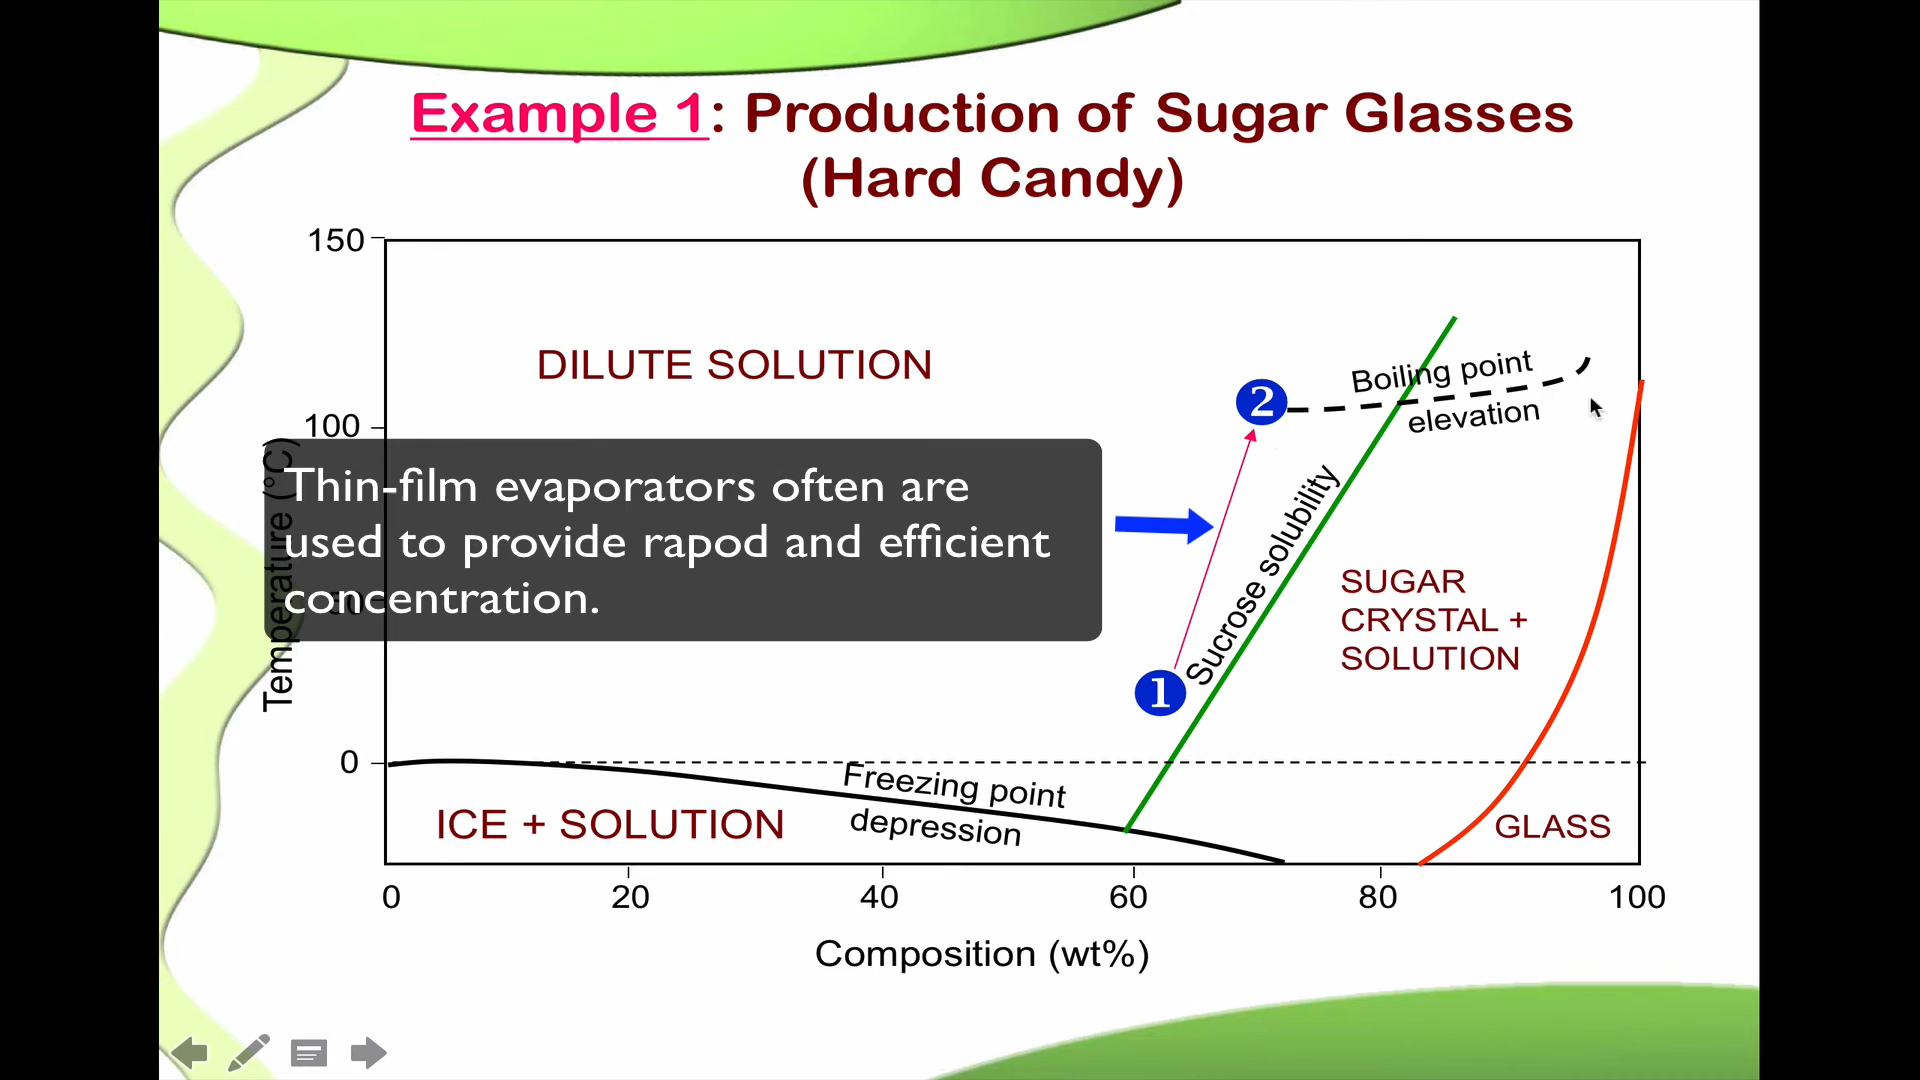 Example 1: Production of Sugar Glasses
(Hard Candy)
150
DILUTE SOLUTION
Boiling point
elevation
2
100
Temperature (°C)
Thin-film evaporators often are
used to provide rapod and efficient
concentration.
50
Sucrose solubility
SUGAR
CRYSTAL +
SOLUTION
1
0
Freezing point
depression
ICE + SOLUTION
GLASS
0 20 40 60 80 100
Composition (wt%)